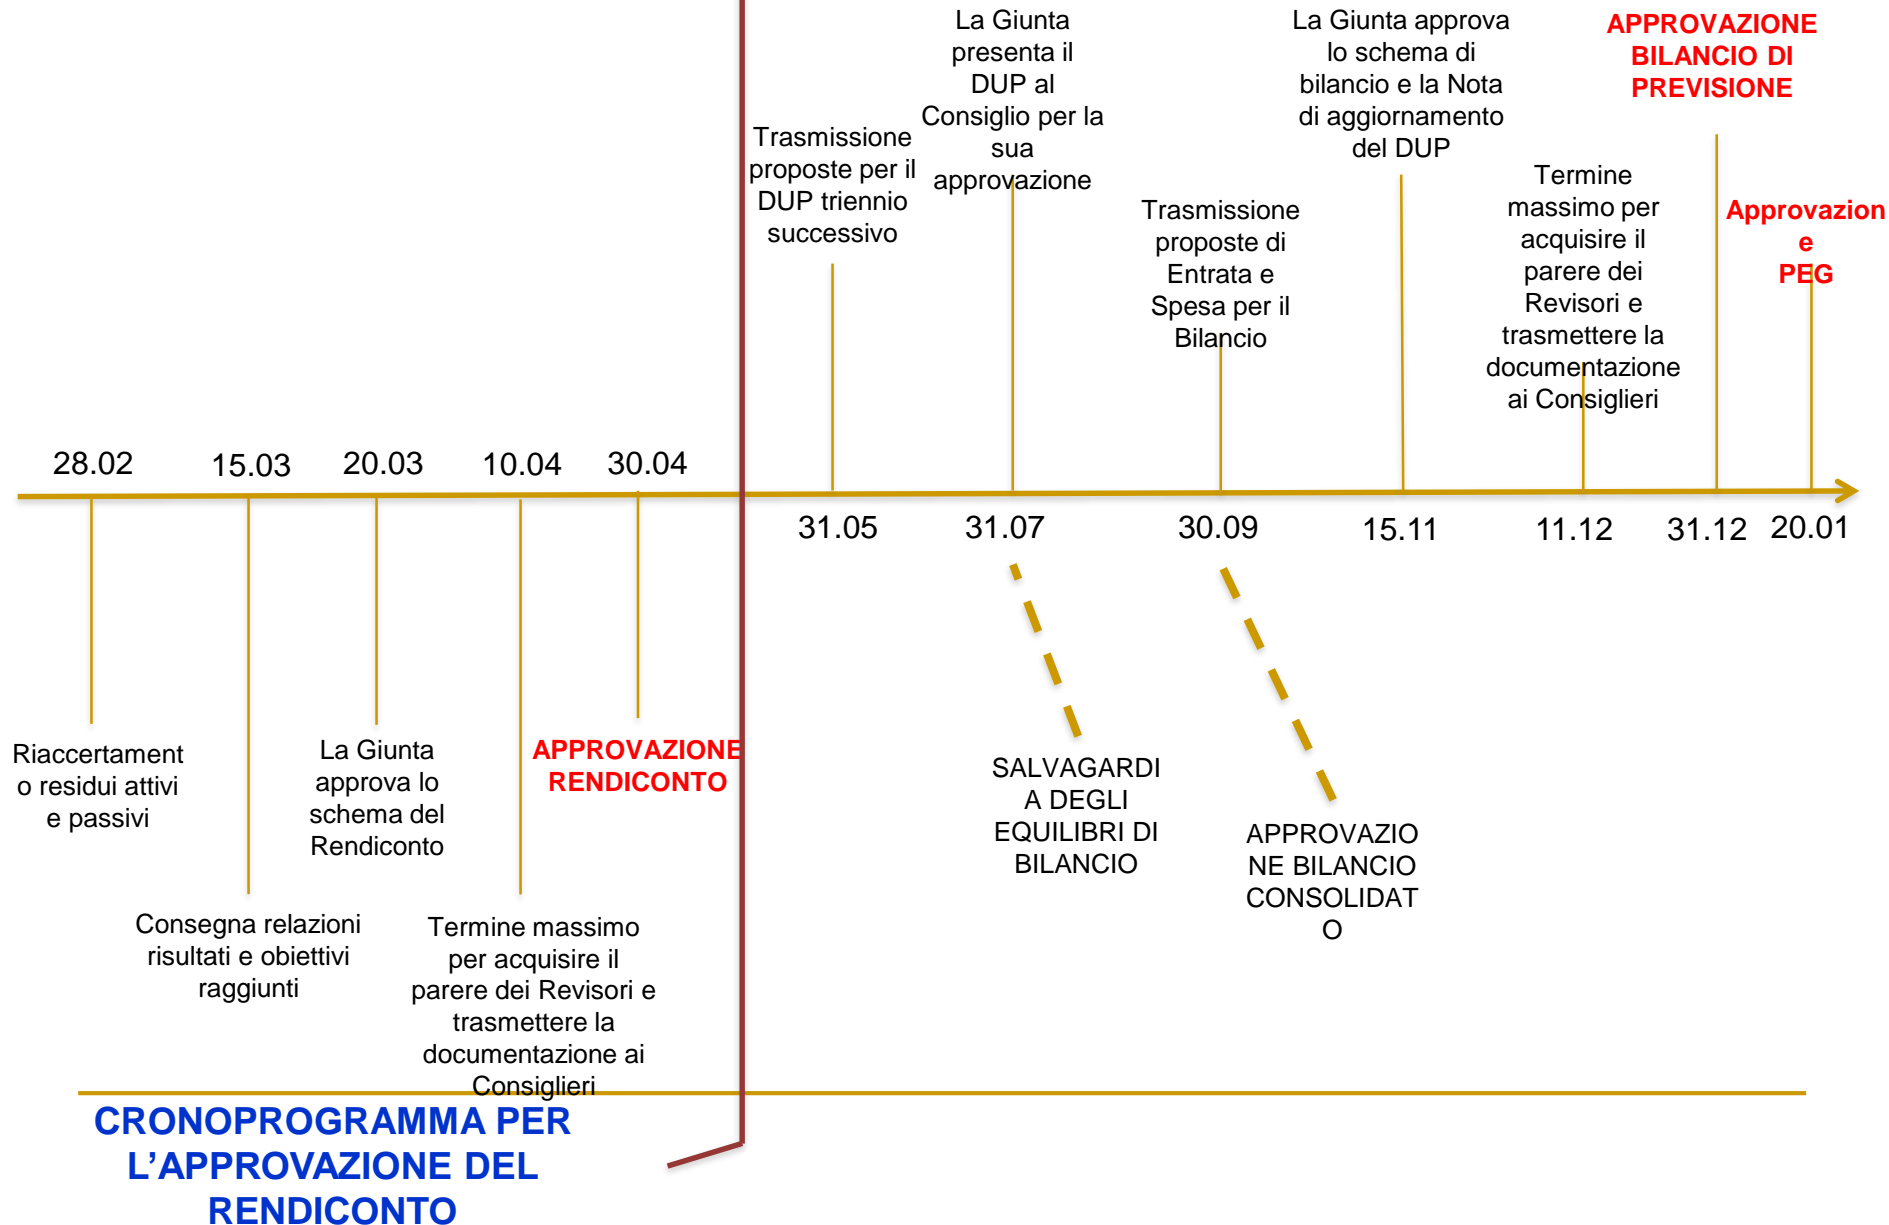 La Giunta
presenta il
DUP al
Consiglio per la
sua
approvazione
La Giunta approva
lo schema di
bilancio e la Nota
di aggiornamento
del DUP
APPROVAZIONE
BILANCIO DI
PREVISIONE
Trasmissione
proposte per il
DUP triennio
successivo
Trasmissione
proposte di
Entrata e
Spesa per il
Bilancio
Termine
massimo per
acquisire il
parere dei
Revisori e
trasmettere la
documentazione
ai Consiglieri
Approvazion
e
PEG
28.02
15.03
20.03
10.04
30.04
31.05
31.07
30.09
15.11
11.12
31.12
20.01
Riaccertament
o residui attivi
e passivi
La Giunta
approva lo
schema del
Rendiconto
APPROVAZIONE
RENDICONTO
SALVAGARDI
A DEGLI
EQUILIBRI DI
BILANCIO
APPROVAZIO
NE BILANCIO
CONSOLIDAT
O
Consegna relazioni
risultati e obiettivi
raggiunti
Termine massimo
per acquisire il
parere dei Revisori e
trasmettere la
documentazione ai
Consiglieri
CRONOPROGRAMMA PER
L’APPROVAZIONE DEL
RENDICONTO